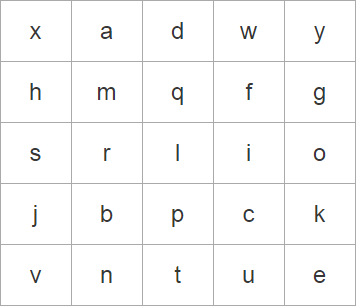 x a d w y
h m q f g
s r l i o
j b p c k
v n t u e